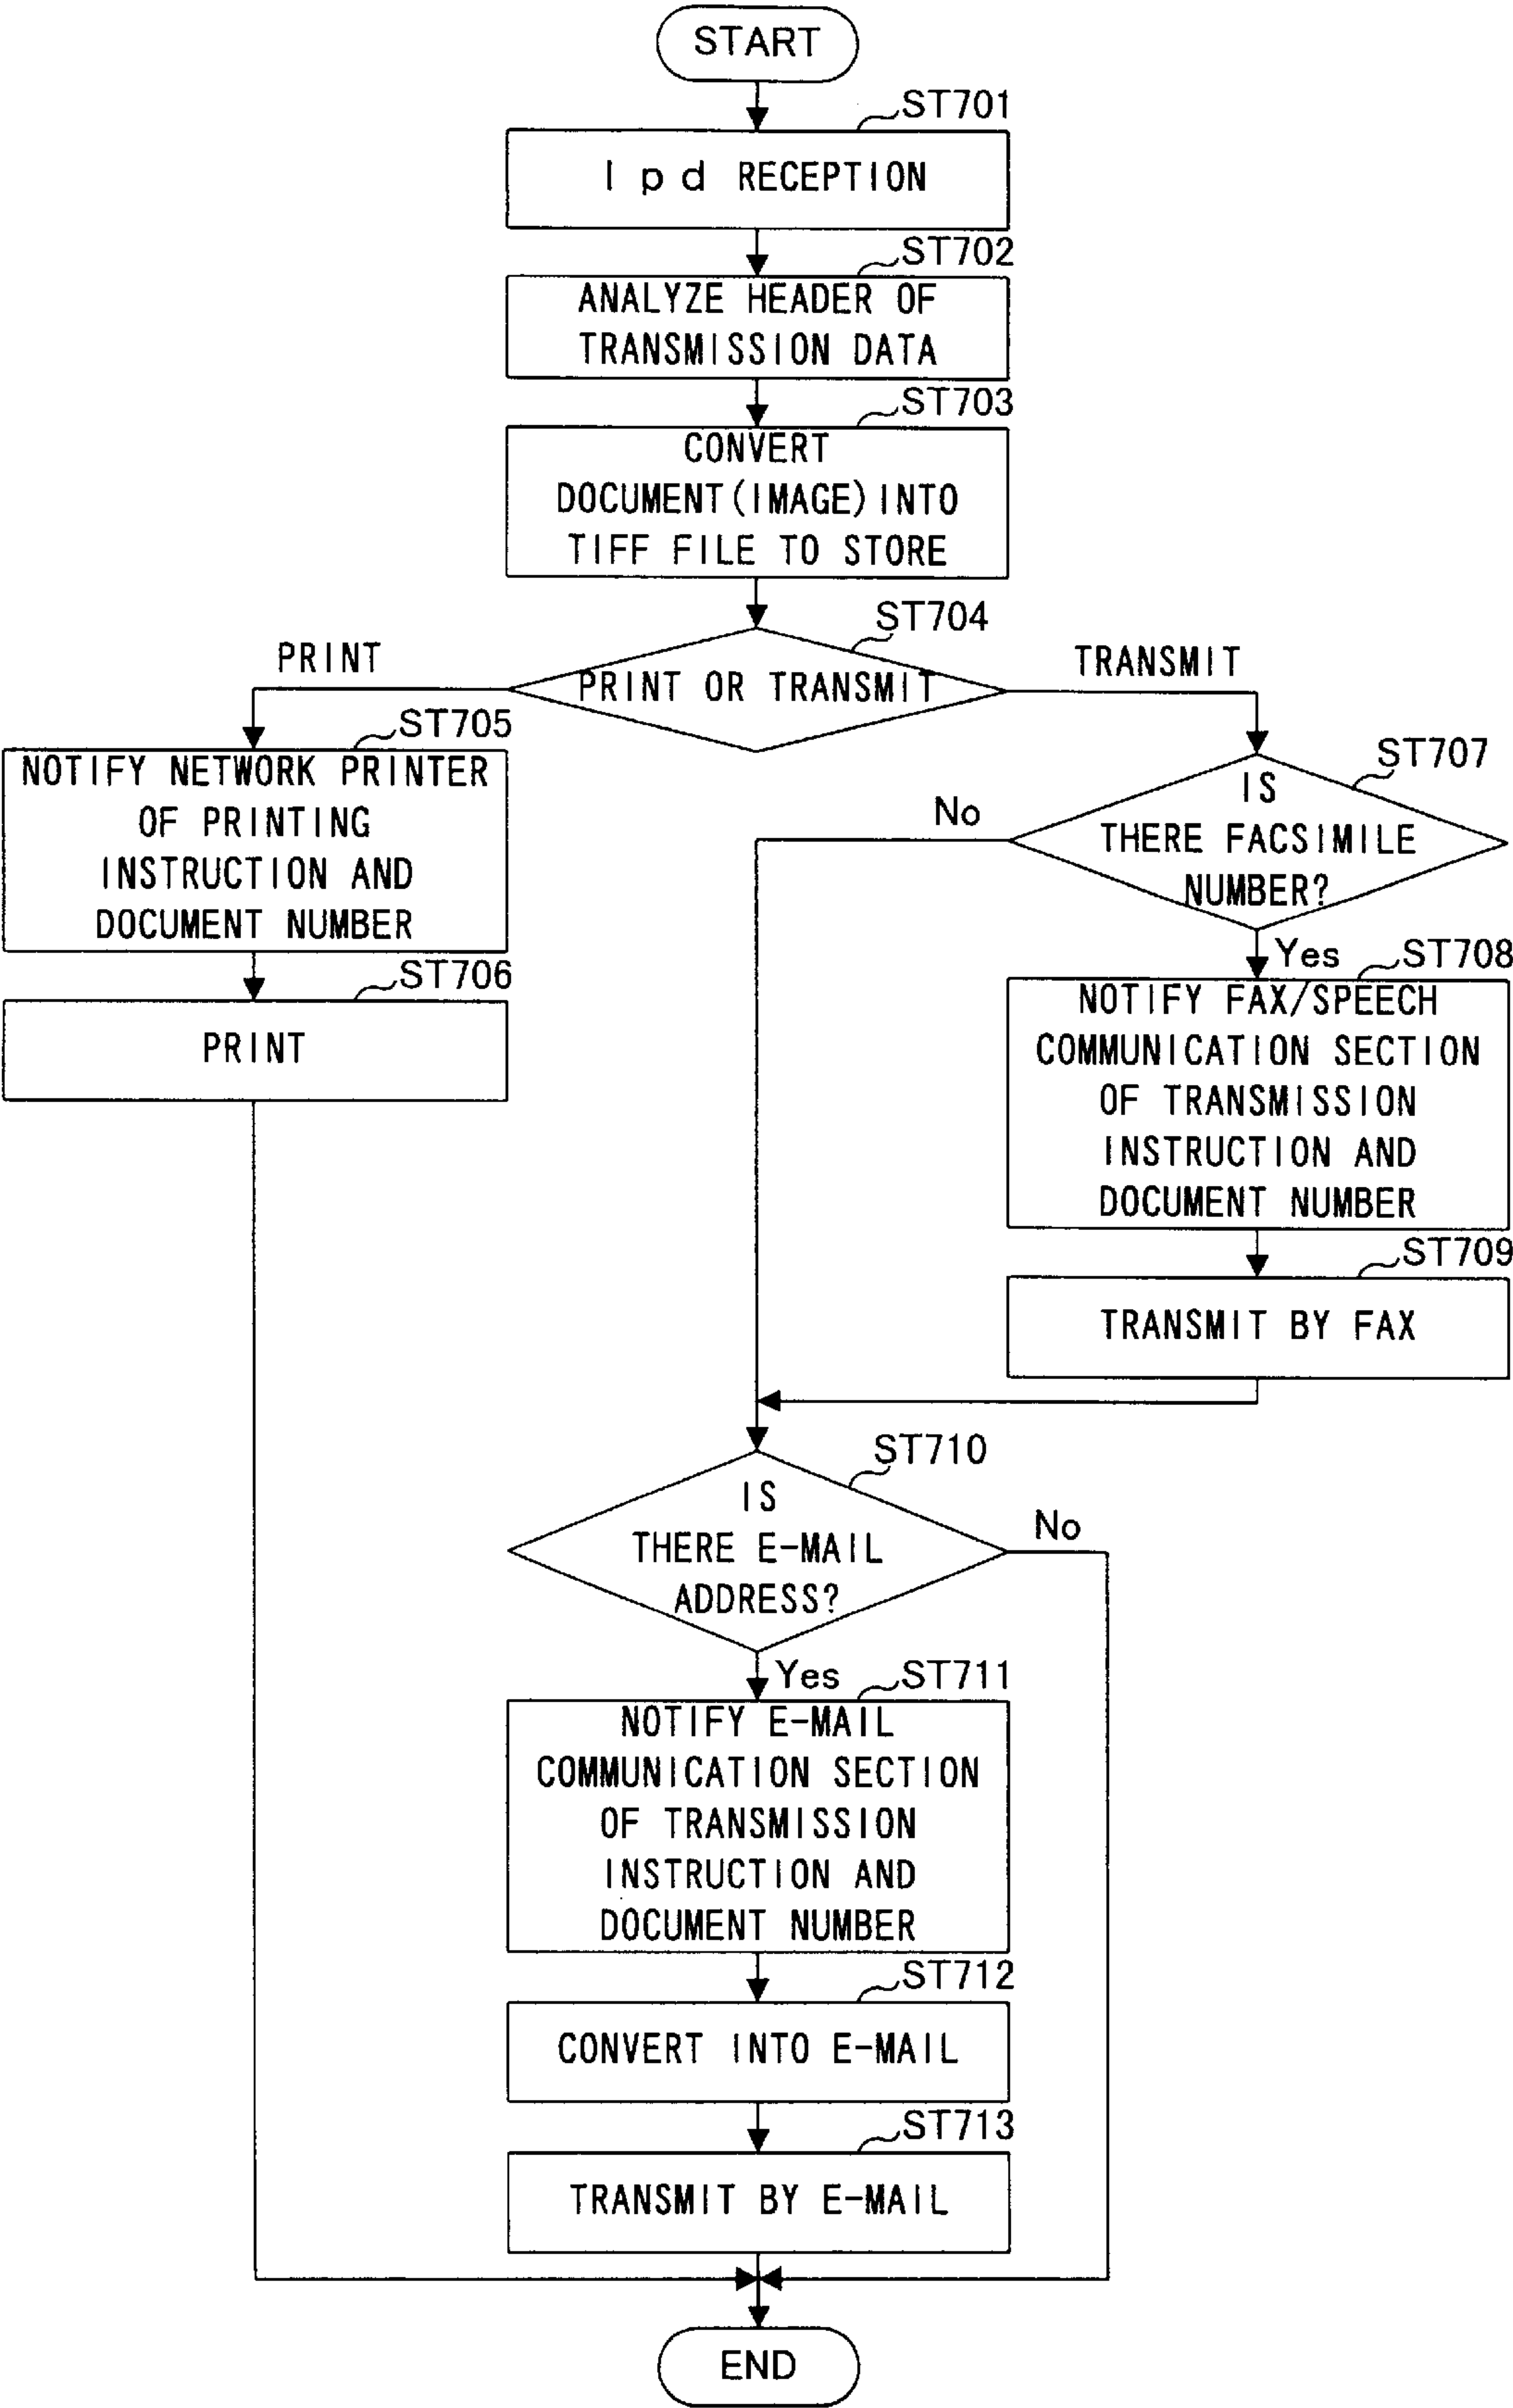 START
ST701
lpd RECEPTION
ST702
ANALYZE HEADER OF
TRANSMISSION DATA
ST703
CONVERT
DOCUMENT(IMAGE)INTO
TIFF FILE TO STORE
ST704
PRINT OR TRANSMIT
PRINT
TRANSMIT
ST705
NOTIFY NETWORK PRINTER
OF PRINTING
INSTRUCTION AND
DOCUMENT NUMBER
ST706
PRINT
ST707
IS
THERE FACSIMILE
NUMBER?
No
Yes
ST708
NOTIFY FAX/SPEECH
COMMUNICATION SECTION
OF TRANSMISSION
INSTRUCTION AND
DOCUMENT NUMBER
ST709
TRANSMIT BY FAX
ST710
IS
THERE E-MAIL
ADDRESS?
No
Yes
ST711
NOTIFY E-MAIL
COMMUNICATION SECTION
OF TRANSMISSION
INSTRUCTION AND
DOCUMENT NUMBER
ST712
CONVERT INTO E-MAIL
ST713
TRANSMIT BY E-MAIL
END